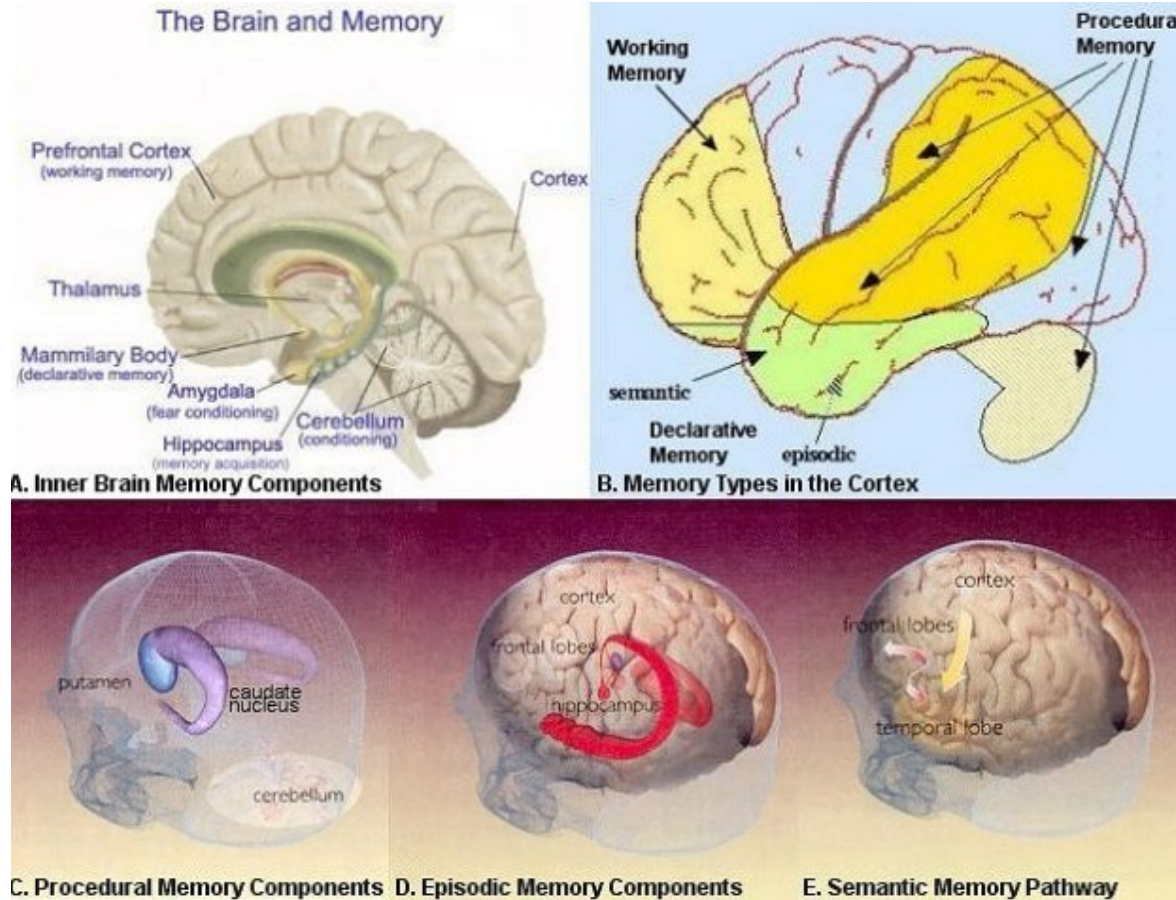 The Brain and Memory
Prefrontal Cortex
(working memory)
Cortex
Thalamus
Mammilary Body
(declarative memory)
Amygdala
(fear conditioning)
Hippocampus
(memory acquisition)
Cerebellum
(conditioning)
A. Inner Brain Memory Components
Working
Memory
Procedura
Memory
semantic
Declarative
Memory
episodic
B. Memory Types in the Cortex
putamen
caudate
nucleus
cerebellum
C. Procedural Memory Components
cortex
frontal lobes
hippocampus
D. Episodic Memory Components
cortex
frontal lobes
temporal lobe
E. Semantic Memory Pathway